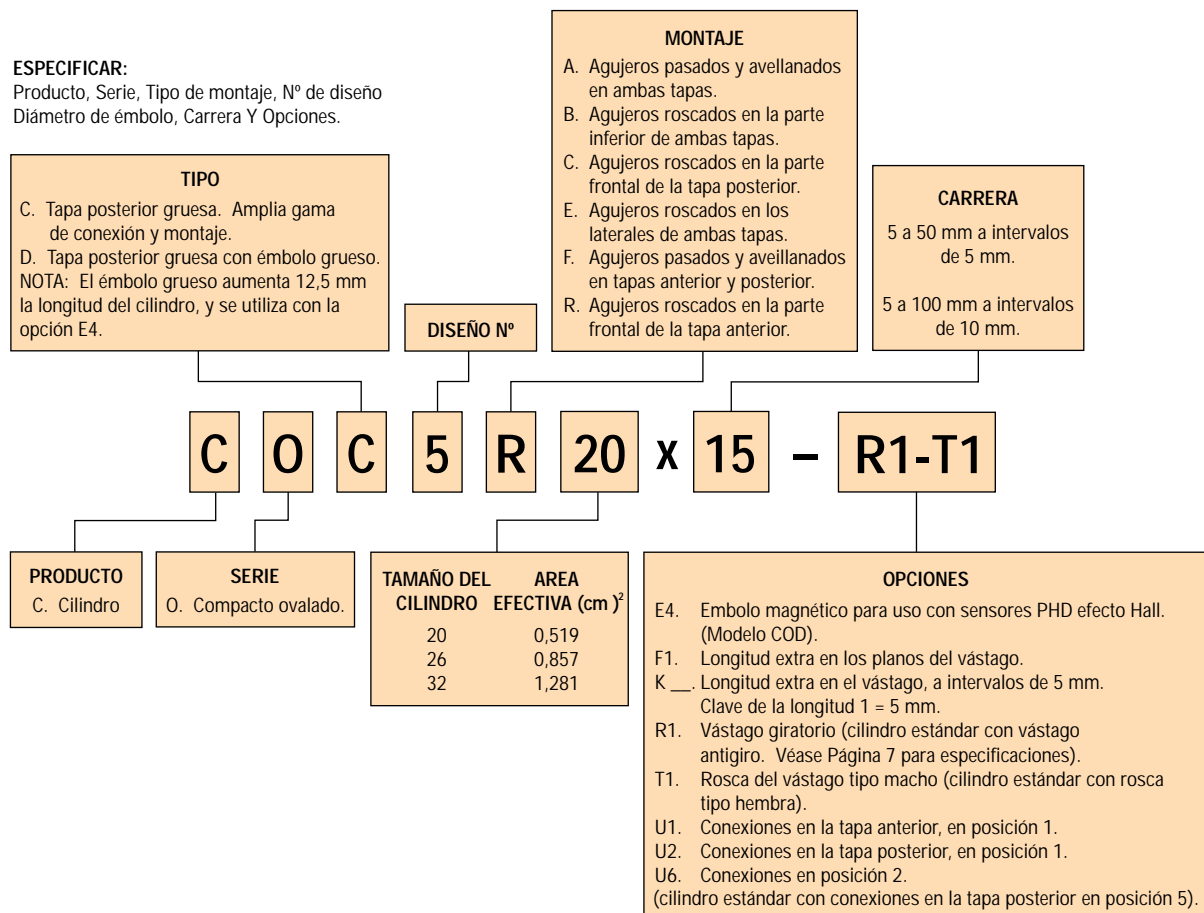 ESPECIFICAR:
Producto, Serie, Tipo de montaje, Nº de diseño
Diámetro de émbolo, Carrera Y Opciones.
TIPO
C. Tapa posterior gruesa. Amplia gama
de conexión y montaje.
D. Tapa posterior gruesa con émbolo grueso.
NOTA: El émbolo grueso aumenta 12,5 mm
la longitud del cilindro, y se utiliza con la
opción E4.
DISEÑO Nº
MONTAJE
A. Agujeros pasados y avellanados
en ambas tapas.
B. Agujeros roscados en la parte
inferior de ambas tapas.
C. Agujeros roscados en la parte
frontal de la tapa posterior.
E. Agujeros roscados en los
laterales de ambas tapas.
F. Agujeros pasados y aveillanados
en tapas anterior y posterior.
R. Agujeros roscados en la parte
frontal de la tapa anterior.
CARRERA
5 a 50 mm a intervalos
de 5 mm.
5 a 100 mm a intervalos
de 10 mm.
C O C 5 R 20 x 15 – R1-T1
PRODUCTO
C. Cilindro
SERIE
O. Compacto ovalado.
TAMAÑO DEL AREA
CILINDRO EFECTIVA (cm )²
20 0,519
26 0,857
32 1,281
OPCIONES
E4. Embolo magnético para uso con sensores PHD efecto Hall.
(Modelo COD).
F1. Longitud extra en los planos del vástago.
K __. Longitud extra en el vástago, a intervalos de 5 mm.
Clave de la longitud 1 = 5 mm.
R1. Vástago giratorio (cilindro estándar con vástago
antigiro. Véase Página 7 para especificaciones).
T1. Rosca del vástago tipo macho (cilindro estándar con rosca
tipo hembra).
U1. Conexiones en la tapa anterior, en posición 1.
U2. Conexiones en la tapa posterior, en posición 1.
U6. Conexiones en posición 2.
(cilindro estándar con conexiones en la tapa posterior en posición 5).